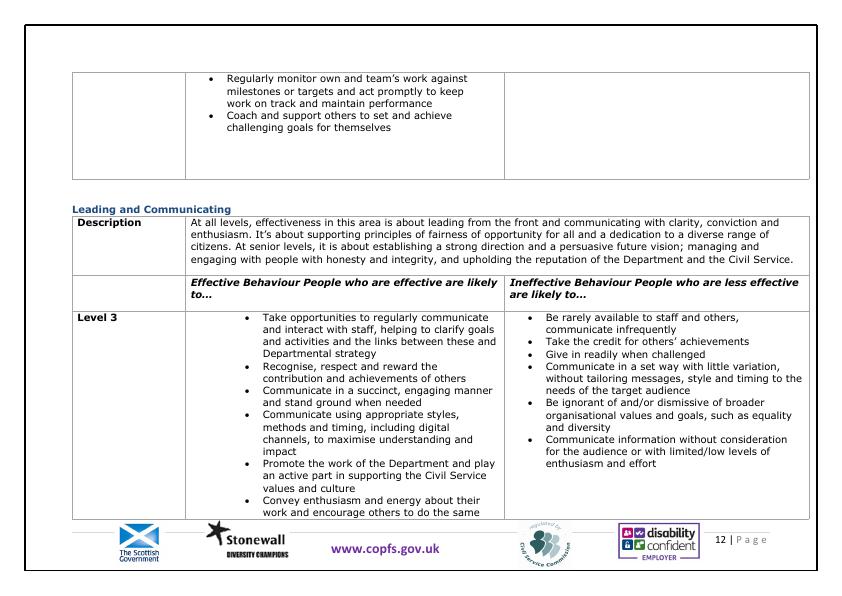 • Regularly monitor own and team’s work against
milestones or targets and act promptly to keep
work on track and maintain performance
• Coach and support others to set and achieve
challenging goals for themselves
Leading and Communicating
Description
At all levels, effectiveness in this area is about leading from the front and communicating with clarity, conviction and
enthusiasm. It’s about supporting principles of fairness of opportunity for all and a dedication to a diverse range of
citizens. At senior levels, it is about establishing a strong direction and a persuasive future vision; managing and
engaging with people with honesty and integrity, and upholding the reputation of the Department and the Civil Service.
Effective Behaviour People who are effective are likely
to...
Ineffective Behaviour People who are less effective
are likely to...
Level 3
• Take opportunities to regularly communicate
and interact with staff, helping to clarify goals
and activities and the links between these and
Departmental strategy
• Recognise, respect and reward the
contribution and achievements of others
• Communicate in a succinct, engaging manner
and stand ground when needed
• Communicate using appropriate styles,
methods and timing, including digital
channels, to maximise understanding and
impact
• Promote the work of the Department and play
an active part in supporting the Civil Service
values and culture
• Convey enthusiasm and energy about their
work and encourage others to do the same
• Be rarely available to staff and others,
communicate infrequently
• Take the credit for others’ achievements
• Give in readily when challenged
• Communicate in a set way with little variation,
without tailoring messages, style and timing to the
needs of the target audience
• Be ignorant of and/or dismissive of broader
organisational values and goals, such as equality
and diversity
• Communicate information without consideration
for the audience or with limited/low levels of
enthusiasm and effort
The Scottish
Government
Stonewall
DIVERSITY CHAMPIONS
www.copfs.gov.uk
regulated by
Civil Service Commission
disability
confident
EMPLOYER
12 | Page